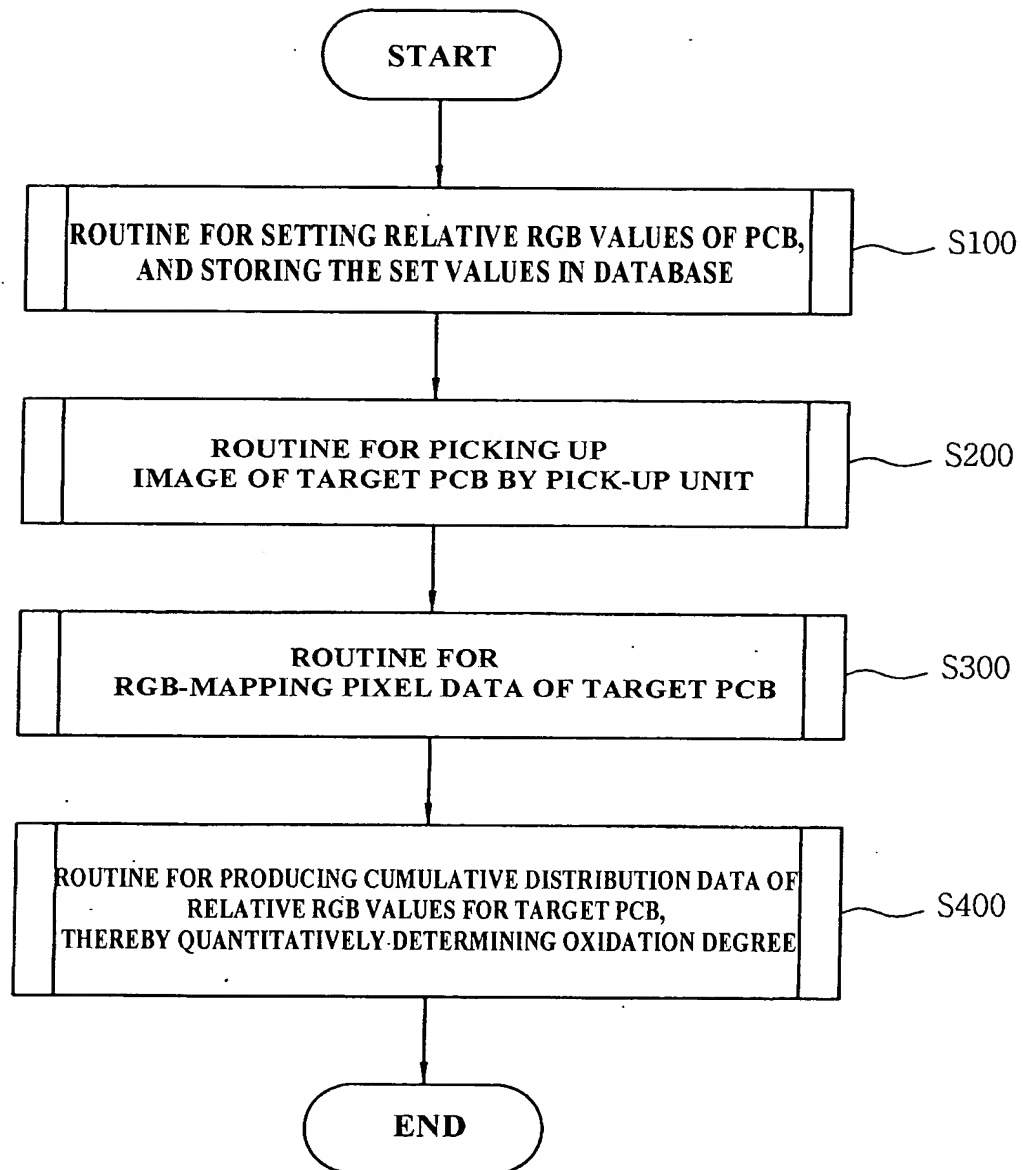 START
ROUTINE FOR SETTING RELATIVE RGB VALUES OF PCB,
AND STORING THE SET VALUES IN DATABASE
S100
ROUTINE FOR PICKING UP
IMAGE OF TARGET PCB BY PICK-UP UNIT
S200
ROUTINE FOR
RGB-MAPPING PIXEL DATA OF TARGET PCB
S300
ROUTINE FOR PRODUCING CUMULATIVE DISTRIBUTION DATA OF
RELATIVE RGB VALUES FOR TARGET PCB,
THEREBY QUANTITATIVELY DETERMINING OXIDATION DEGREE
S400
END